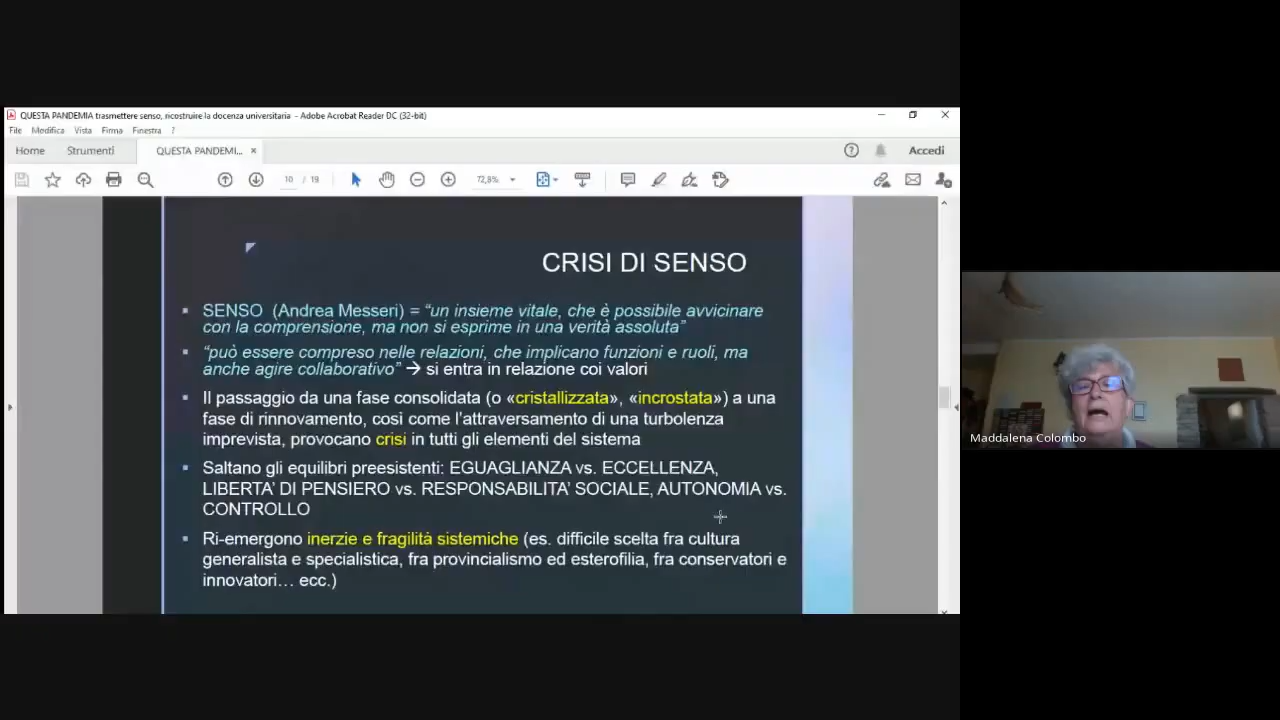 QUESTA PANDEMIA trasmettere senso, ricostruire la docenza universitaria - Adobe Acrobat Reader DC (32-bit)
File Modifica Vista Firma Finestra ?
Home Strumenti QUESTA PANDEMI... × ? Accedi
10 / 19 72,8%
CRISI DI SENSO
▪ SENSO (Andrea Messeri) = “un insieme vitale, che è possibile avvicinare
con la comprensione, ma non si esprime in una verità assoluta”
▪ “può essere compreso nelle relazioni, che implicano funzioni e ruoli, ma
anche agire collaborativo” → si entra in relazione coi valori
▪ Il passaggio da una fase consolidata (o «cristallizzata», «incrostata») a una
fase di rinnovamento, così come l’attraversamento di una turbolenza
imprevista, provocano crisi in tutti gli elementi del sistema
▪ Saltano gli equilibri preesistenti: EGUAGLIANZA vs. ECCELLENZA,
LIBERTA’ DI PENSIERO vs. RESPONSABILITA’ SOCIALE, AUTONOMIA vs.
CONTROLLO
▪ Ri-emergono inerzie e fragilità sistemiche (es. difficile scelta fra cultura
generalista e specialistica, fra provincialismo ed esterofilia, fra conservatori e
innovatori… ecc.)
Maddalena Colombo